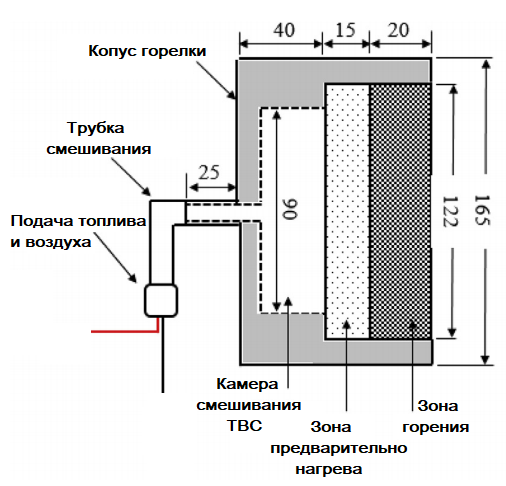 40
15
20
Копус горелки
Трубка
смешивания
25
Подача топлива
и воздуха
90
122
165
Камера
смешивания
ТВС
Зона
предварительно
нагрева
Зона
горения